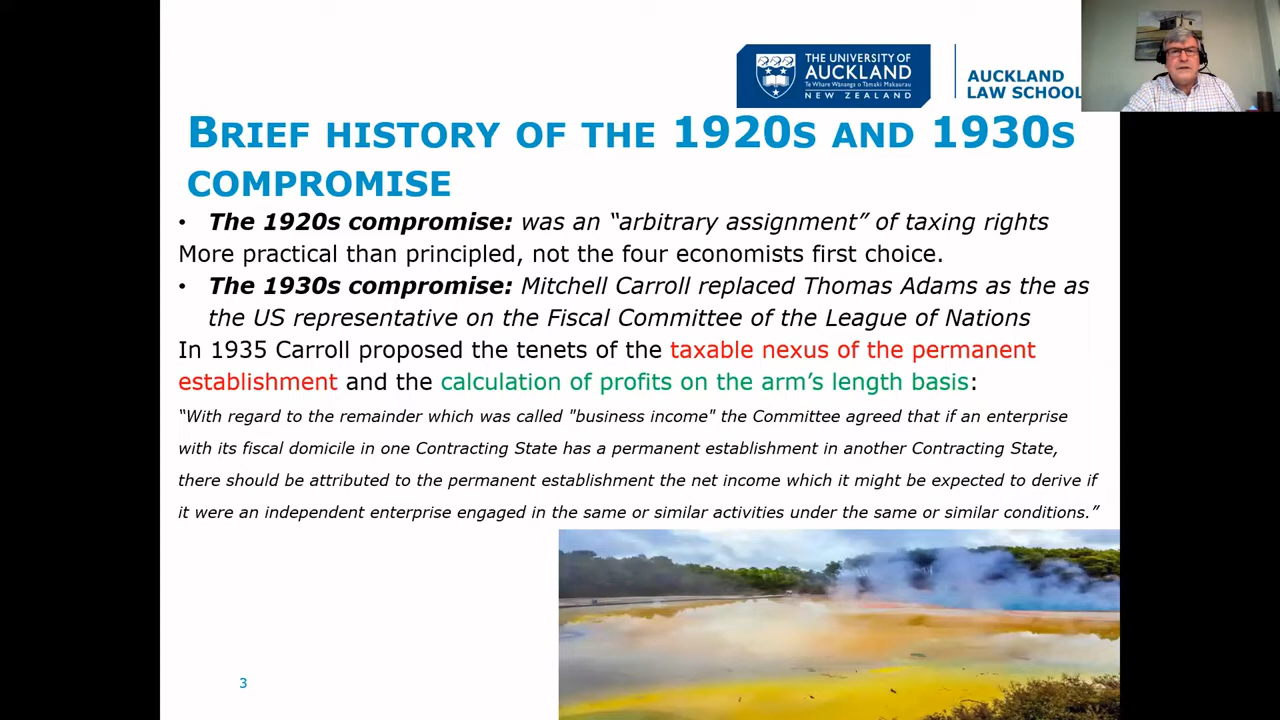 THE UNIVERSITY OF
AUCKLAND
Te Whare Wānanga o Tāmaki Makaurau
NEW ZEALAND
AUCKLAND
LAW SCHOOL
BRIEF HISTORY OF THE 1920S AND 1930S
COMPROMISE
• The 1920s compromise: was an “arbitrary assignment” of taxing rights
More practical than principled, not the four economists first choice.
• The 1930s compromise: Mitchell Carroll replaced Thomas Adams as the as
the US representative on the Fiscal Committee of the League of Nations
In 1935 Carroll proposed the tenets of the taxable nexus of the permanent
establishment and the calculation of profits on the arm’s length basis:
“With regard to the remainder which was called "business income" the Committee agreed that if an enterprise
with its fiscal domicile in one Contracting State has a permanent establishment in another Contracting State,
there should be attributed to the permanent establishment the net income which it might be expected to derive if
it were an independent enterprise engaged in the same or similar activities under the same or similar conditions.”
3